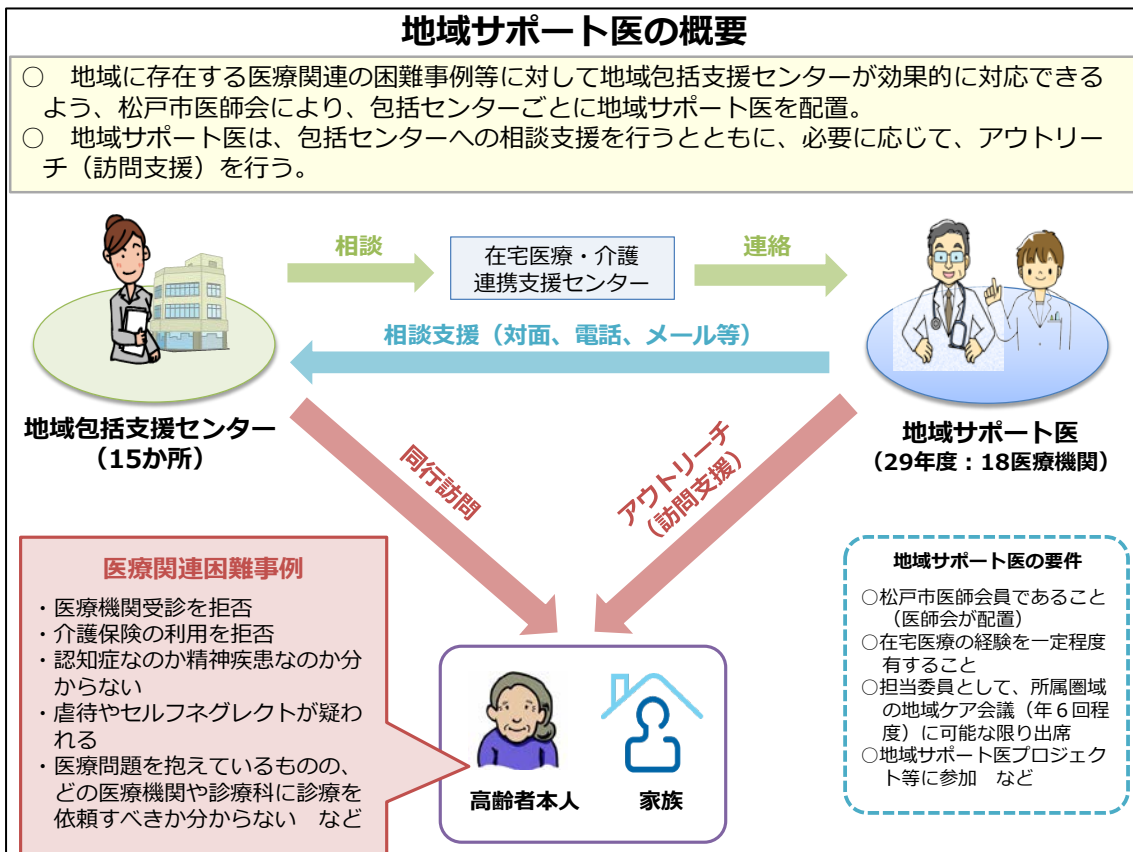 地域サポート医の概要
○　地域に存在する医療関連の困難事例等に対して地域包括支援センターが効果的に対応できる
よう、松戸市医師会により、包括センターごとに地域サポート医を配置。
○　地域サポート医は、包括センターへの相談支援を行うとともに、必要に応じて、アウトリー
チ（訪問支援）を行う。
相談
在宅医療・介護
連携支援センター
連絡
相談支援（対面、電話、メール等）
地域包括支援センター
（15か所）
地域サポート医
（29年度：18医療機関）
同行訪問
アウトリーチ
（訪問支援）
医療関連困難事例
・医療機関受診を拒否
・介護保険の利用を拒否
・認知症なのか精神疾患なのか分
からない
・虐待やセルフネグレクトが疑わ
れる
・医療問題を抱えているものの、
どの医療機関や診療科に診療を
依頼すべきか分からない　など
高齢者本人
家族
地域サポート医の要件
○松戸市医師会員であること
（医師会が配置）
○在宅医療の経験を一定程度
有すること
○担当委員として、所属圏域
の地域ケア会議（年６回程
度）に可能な限り出席
○地域サポート医プロジェク
ト等に参加　など